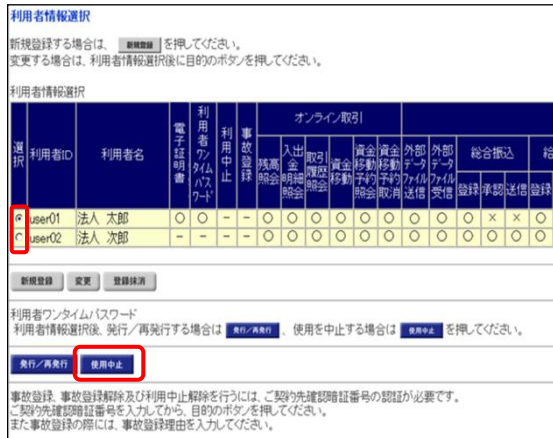 利用者情報選択
新規登録する場合は、 新規登録 を押してください。
変更する場合は、利用者情報選択後に目的のボタンを押してください。
利用者情報選択
選択 利用者ID 利用者名 電子証明書 利用者ワンタイムパスワード 利用中止 事故登録 オンライン取引
残高照会 入出金明細照会 取引履歴照会 資金移動 資金移動予約照会 資金移動予約取消 外部データファイル送信 外部データファイル受信 総合振込 給
登録 承認 送信 登録
user01 法人 太郎 ○ ○ − − ○ ○ ○ ○ ○ ○ ○ ○ ○ × × ○
user02 法人 次郎 − − − − ○ ○ ○ ○ ○ ○ ○ ○ ○ ○ ○ ○
新規登録 変更 登録抹消
利用者ワンタイムパスワード
利用者情報選択後、発行／再発行する場合は 発行／再発行 、使用を中止する場合は 使用中止 を押してください。
発行／再発行 使用中止
事故登録、事故登録解除及び利用中止解除を行うには、ご契約先確認暗証番号の認証が必要です。
ご契約先確認暗証番号を入力してから、目的のボタンを押してください。
また事故登録の際には、事故登録理由を入力してください。